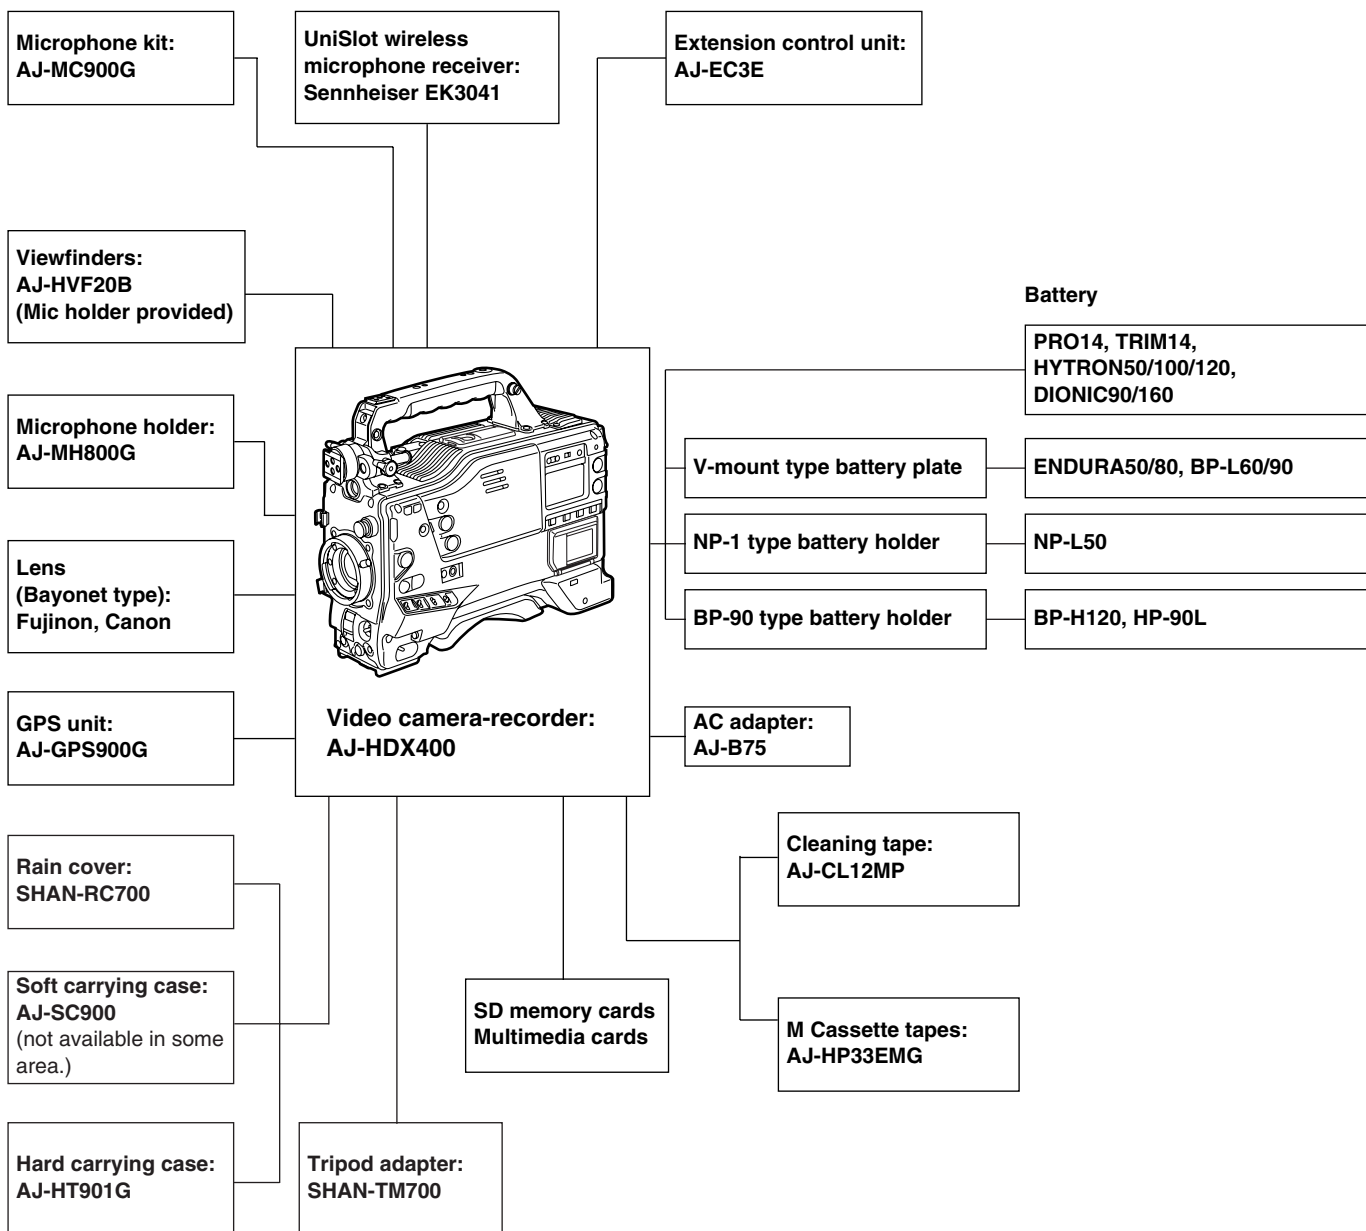 Microphone kit:
AJ-MC900G
UniSlot wireless
microphone receiver:
Sennheiser EK3041
Extension control unit:
AJ-EC3E
Viewfinders:
AJ-HVF20B
(Mic holder provided)
Battery
PRO14, TRIM14,
HYTRON50/100/120,
DIONIC90/160
Microphone holder:
AJ-MH800G
V-mount type battery plate
ENDURA50/80, BP-L60/90
NP-1 type battery holder
NP-L50
Lens
(Bayonet type):
Fujinon, Canon
BP-90 type battery holder
BP-H120, HP-90L
GPS unit:
AJ-GPS900G
Video camera-recorder:
AJ-HDX400
AC adapter:
AJ-B75
Rain cover:
SHAN-RC700
Cleaning tape:
AJ-CL12MP
Soft carrying case:
AJ-SC900
(not available in some
area.)
SD memory cards
Multimedia cards
M Cassette tapes:
AJ-HP33EMG
Hard carrying case:
AJ-HT901G
Tripod adapter:
SHAN-TM700